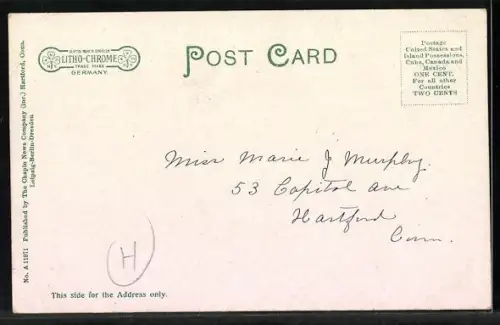 LITHO-CHROME
TRADE MARK
GERMANY.
POST CARD
Postage
United States and
Island Possessions,
Cuba, Canada and
Mexico
ONE CENT.
For all other
Countries
TWO CENTS
No. A 11971 Published by The Chapin News Company (inc.) Hartford, Conn.
Leipzig-Berlin-Dresden
Miss Marie J Murphy.
53 Capitol Ave
Hartford
Conn.
H
This side for the Address only.